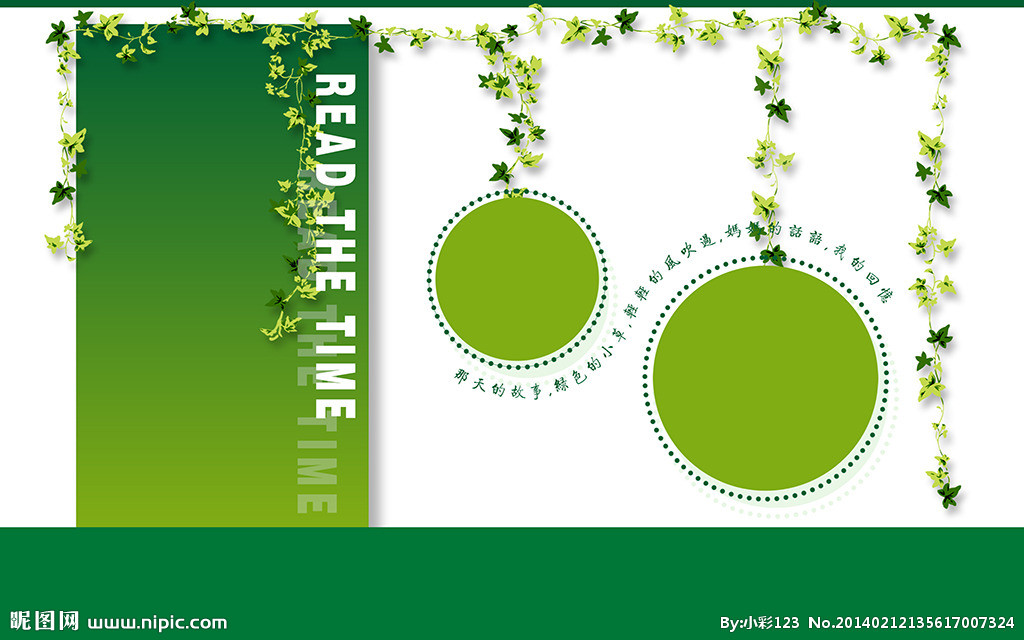 READ THE TIME
READ THE TIME
那天的故事,綠色的小草,輕輕的風吹過,媽媽的話語,我的回憶
昵图网 www.nipic.com
By:小彩123 No.20140212135617007324